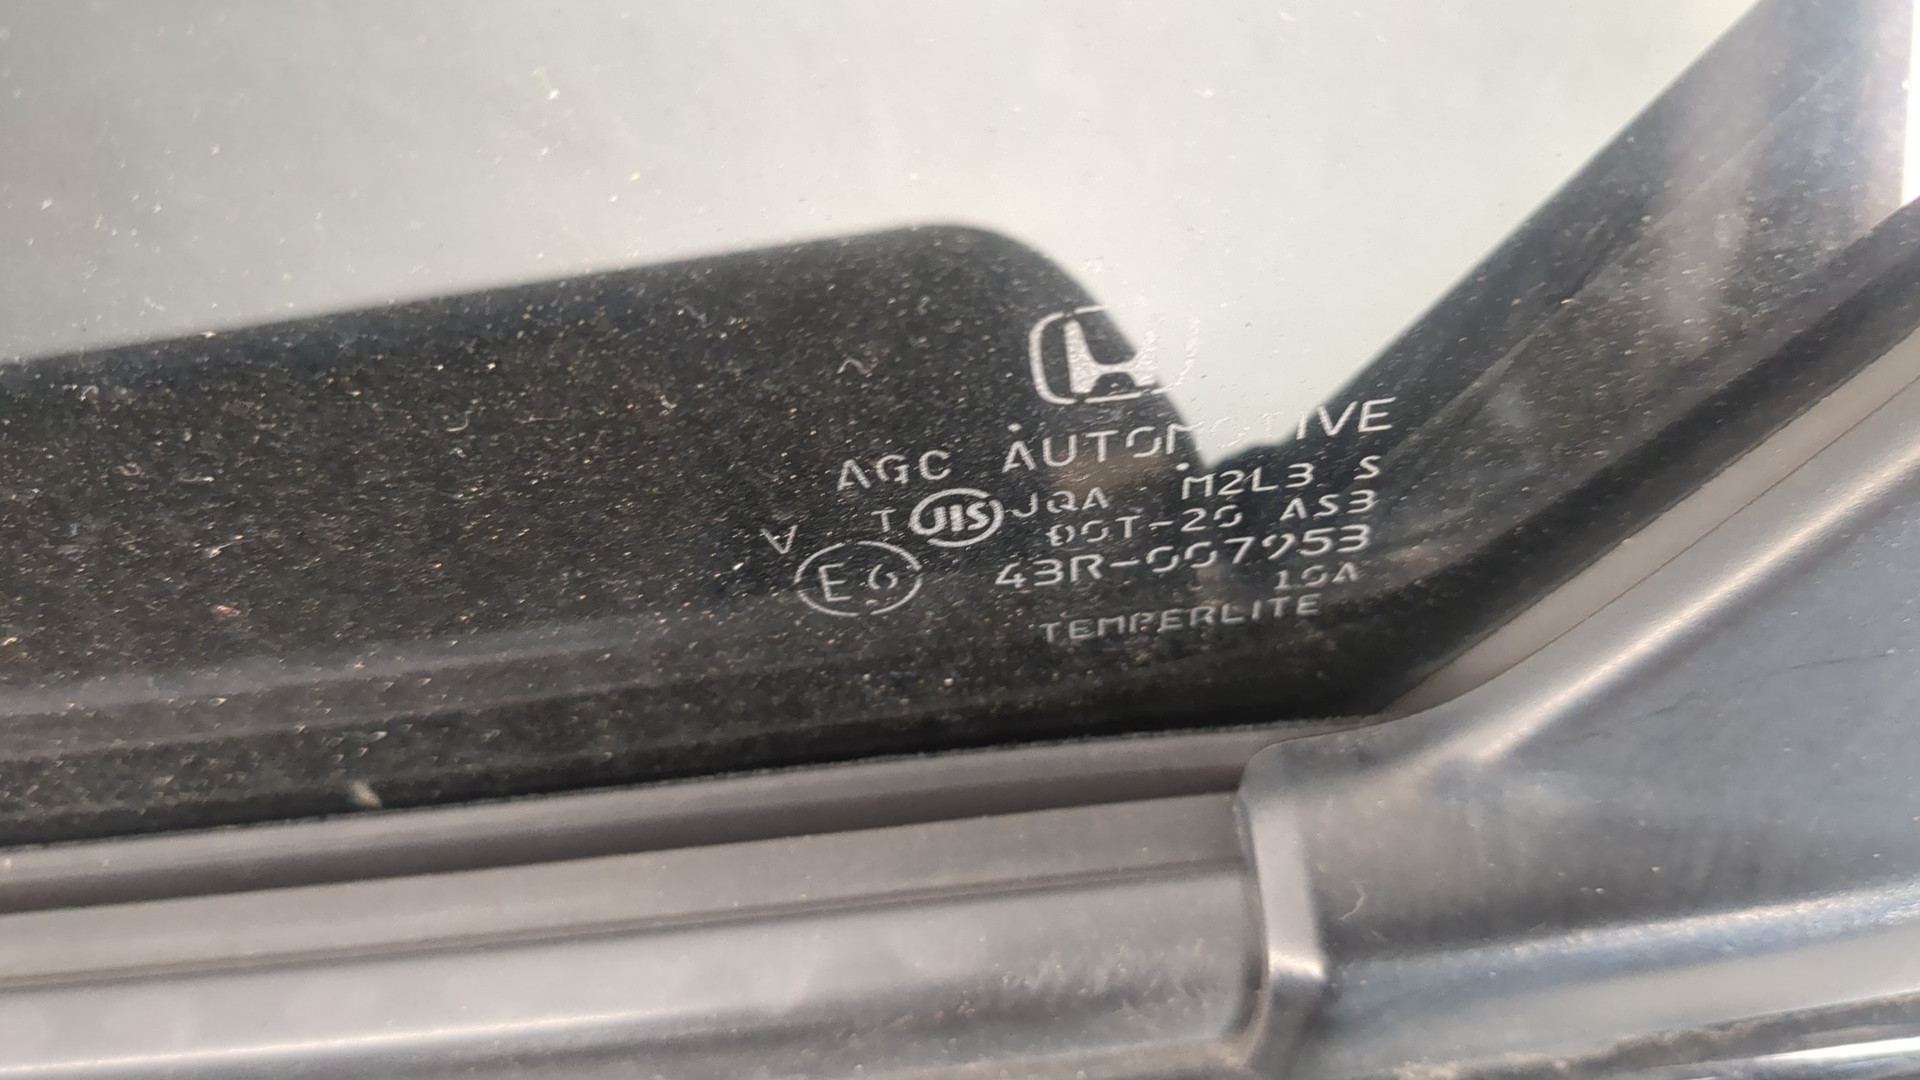 AGC AUTOMOTIVE
V T JIS JQA M2L3 S
DOT-20 AS3
E6 43R-007953
10A
TEMPERLITE